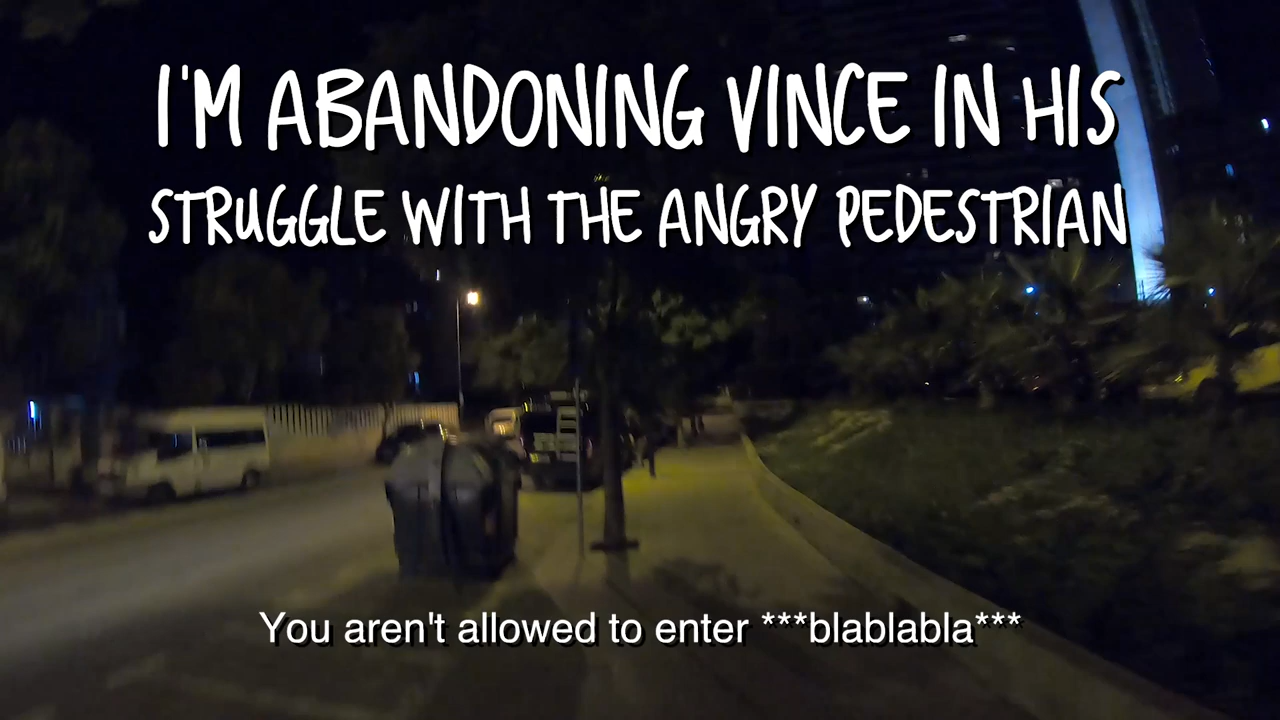 I'M ABANDONING VINCE IN HIS
STRUGGLE WITH THE ANGRY PEDESTRIAN
You aren't allowed to enter ***blablabla***